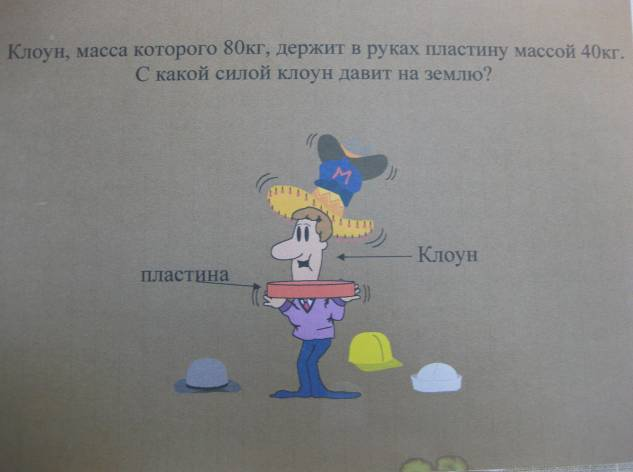 Клоун, масса которого 80кг, держит в руках пластину массой 40кг.
С какой силой клоун давит на землю?
М
Клоун
пластина